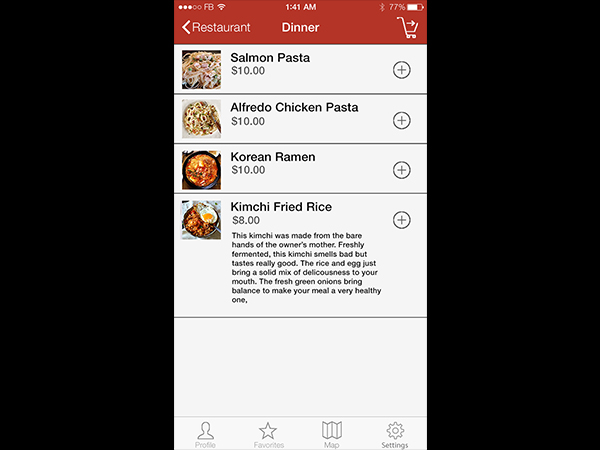 FB 1:41 AM 77%
Restaurant Dinner
Salmon Pasta
$10.00
Alfredo Chicken Pasta
$10.00
Korean Ramen
$10.00
Kimchi Fried Rice
$8.00
This kimchi was made from the bare
hands of the owner's mother. Freshly
fermented, this kimchi smells bad but
tastes really good. The rice and egg just
bring a solid mix of delicousness to your
mouth. The fresh green onions bring
balance to make your meal a very healthy
one,
Profile Favorites Map Settings